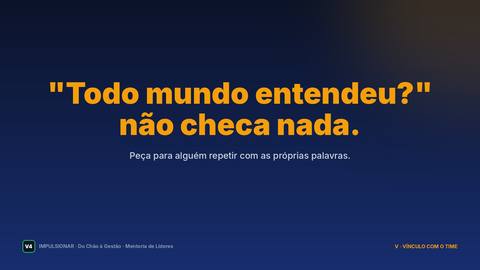 "Todo mundo entendeu?"
não checa nada.
Peça para alguém repetir com as próprias palavras.
V4 IMPULSIONAR · Do Chão à Gestão · Mentoria de Líderes
V · VÍNCULO COM O TIME